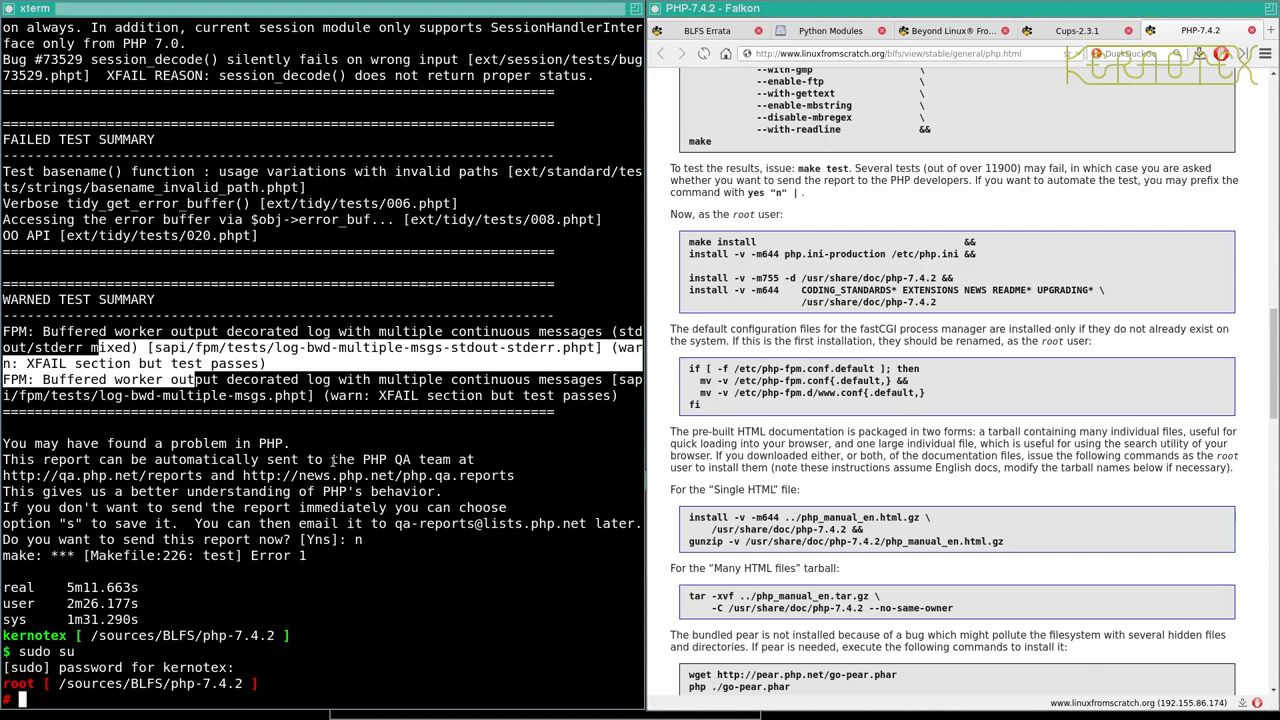 xterm
on always. In addition, current session module only supports SessionHandlerInter
face only from PHP 7.0.
Bug #73529 session_decode() silently fails on wrong input [ext/session/tests/bug
73529.phpt]  XFAIL REASON: session_decode() does not return proper status.
=====================================================================
=====================================================================
FAILED TEST SUMMARY
---------------------------------------------------------------------
Test basename() function : usage variations with invalid paths [ext/standard/tes
ts/strings/basename_invalid_path.phpt]
Verbose tidy_get_error_buffer() [ext/tidy/tests/006.phpt]
Accessing the error buffer via $obj->error_buf... [ext/tidy/tests/008.phpt]
OO API [ext/tidy/tests/020.phpt]
=====================================================================
=====================================================================
WARNED TEST SUMMARY
---------------------------------------------------------------------
FPM: Buffered worker output decorated log with multiple continuous messages (std
out/stderr mixed) [sapi/fpm/tests/log-bwd-multiple-msgs-stdout-stderr.phpt] (war
n: XFAIL section but test passes)
FPM: Buffered worker output decorated log with multiple continuous messages [sap
i/fpm/tests/log-bwd-multiple-msgs.phpt] (warn: XFAIL section but test passes)
=====================================================================
You may have found a problem in PHP.
This report can be automatically sent to the PHP QA team at
http://qa.php.net/reports and http://news.php.net/php.qa.reports
This gives us a better understanding of PHP's behavior.
If you don't want to send the report immediately you can choose
option "s" to save it.  You can then email it to qa-reports@lists.php.net later.
Do you want to send this report now? [Yns]: n
make: *** [Makefile:226: test] Error 1
real    5m11.663s
user    2m26.177s
sys     1m31.290s
kernotex [ /sources/BLFS/php-7.4.2 ]
$ sudo su
[sudo] password for kernotex:
root [ /sources/BLFS/php-7.4.2 ]
#
PHP-7.4.2 - Falkon
BLFS Errata
Python Modules
Beyond Linux® Fro...
Cups-2.3.1
PHP-7.4.2
http://www.linuxfromscratch.org/blfs/view/stable/general/php.html
DuckDuckGo
KERNOTEX
--with-gmp \
--enable-ftp \
--with-gettext \
--enable-mbstring \
--disable-mbregex \
--with-readline &&
make
To test the results, issue: make test. Several tests (out of over 11900) may fail, in which case you are asked
whether you want to send the report to the PHP developers. If you want to automate the test, you may prefix the
command with yes "n" | .
Now, as the root user:
make install &&
install -v -m644 php.ini-production /etc/php.ini &&
install -v -m755 -d /usr/share/doc/php-7.4.2 &&
install -v -m644    CODING_STANDARDS* EXTENSIONS NEWS README* UPGRADING* \
/usr/share/doc/php-7.4.2
The default configuration files for the fastCGI process manager are installed only if they do not already exist on
the system. If this is the first installation, they should be renamed, as the root user:
if [ -f /etc/php-fpm.conf.default ]; then
mv -v /etc/php-fpm.conf{.default,} &&
mv -v /etc/php-fpm.d/www.conf{.default,}
fi
The pre-built HTML documentation is packaged in two forms: a tarball containing many individual files, useful for
quick loading into your browser, and one large individual file, which is useful for using the search utility of your
browser. If you downloaded either, or both, of the documentation files, issue the following commands as the root
user to install them (note these instructions assume English docs, modify the tarball names below if necessary).
For the “Single HTML” file:
install -v -m644 ../php_manual_en.html.gz \
/usr/share/doc/php-7.4.2 &&
gunzip -v /usr/share/doc/php-7.4.2/php_manual_en.html.gz
For the “Many HTML files” tarball:
tar -xvf ../php_manual_en.tar.gz \
-C /usr/share/doc/php-7.4.2 --no-same-owner
The bundled pear is not installed because of a bug which might pollute the filesystem with several hidden files
and directories. If pear is needed, execute the following commands to install it:
wget http://pear.php.net/go-pear.phar
php ./go-pear.phar
www.linuxfromscratch.org (192.155.86.174)